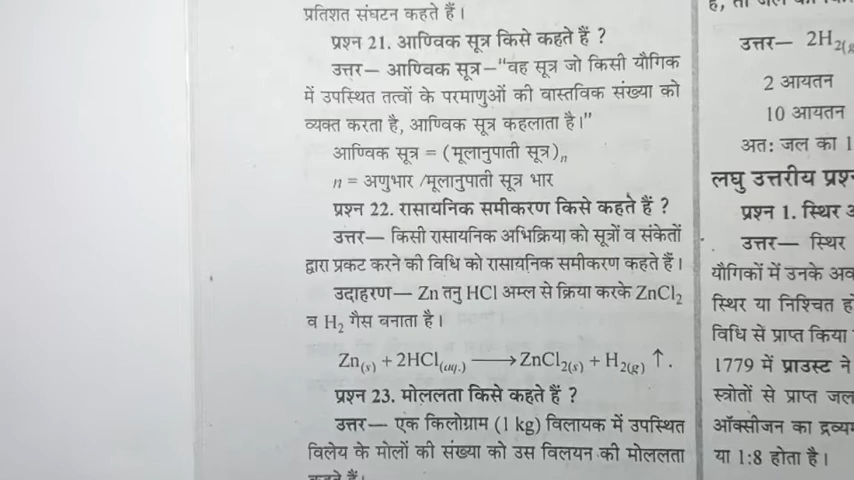 प्रतिशत संघटन कहते हैं।
प्रश्न 21. आण्विक सूत्र किसे कहते हैं ?
उत्तर— आण्विक सूत्र–"वह सूत्र जो किसी यौगिक
में उपस्थित तत्वों के परमाणुओं की वास्तविक संख्या को
व्यक्त करता है, आण्विक सूत्र कहलाता है।"
आण्विक सूत्र = (मूलानुपाती सूत्र)n
n = अणुभार /मूलानुपाती सूत्र भार
प्रश्न 22. रासायनिक समीकरण किसे कहते हैं ?
उत्तर— किसी रासायनिक अभिक्रिया को सूत्रों व संकेतों
द्वारा प्रकट करने की विधि को रासायनिक समीकरण कहते हैं।
उदाहरण— Zn तनु HCl अम्ल से क्रिया करके ZnCl2
व H2 गैस बनाता है।
Zn(s) + 2HCl(aq.) ⟶ ZnCl2(s) + H2(g) ↑.
प्रश्न 23. मोललता किसे कहते हैं ?
उत्तर— एक किलोग्राम (1 kg) विलायक में उपस्थित
विलेय के मोलों की संख्या को उस विलयन की मोललता
उत्तर— 2H2(g
2 आयतन
10 आयतन
अतः जल का 1
लघु उत्तरीय प्रश्न
प्रश्न 1. स्थिर
उत्तर— स्थिर
यौगिकों में उनके अव
स्थिर या निश्चित हो
विधि से प्राप्त किया
1779 में प्राउस्ट ने
स्त्रोतों से प्राप्त जल
ऑक्सीजन का द्रव्यम
या 1:8 होता है।